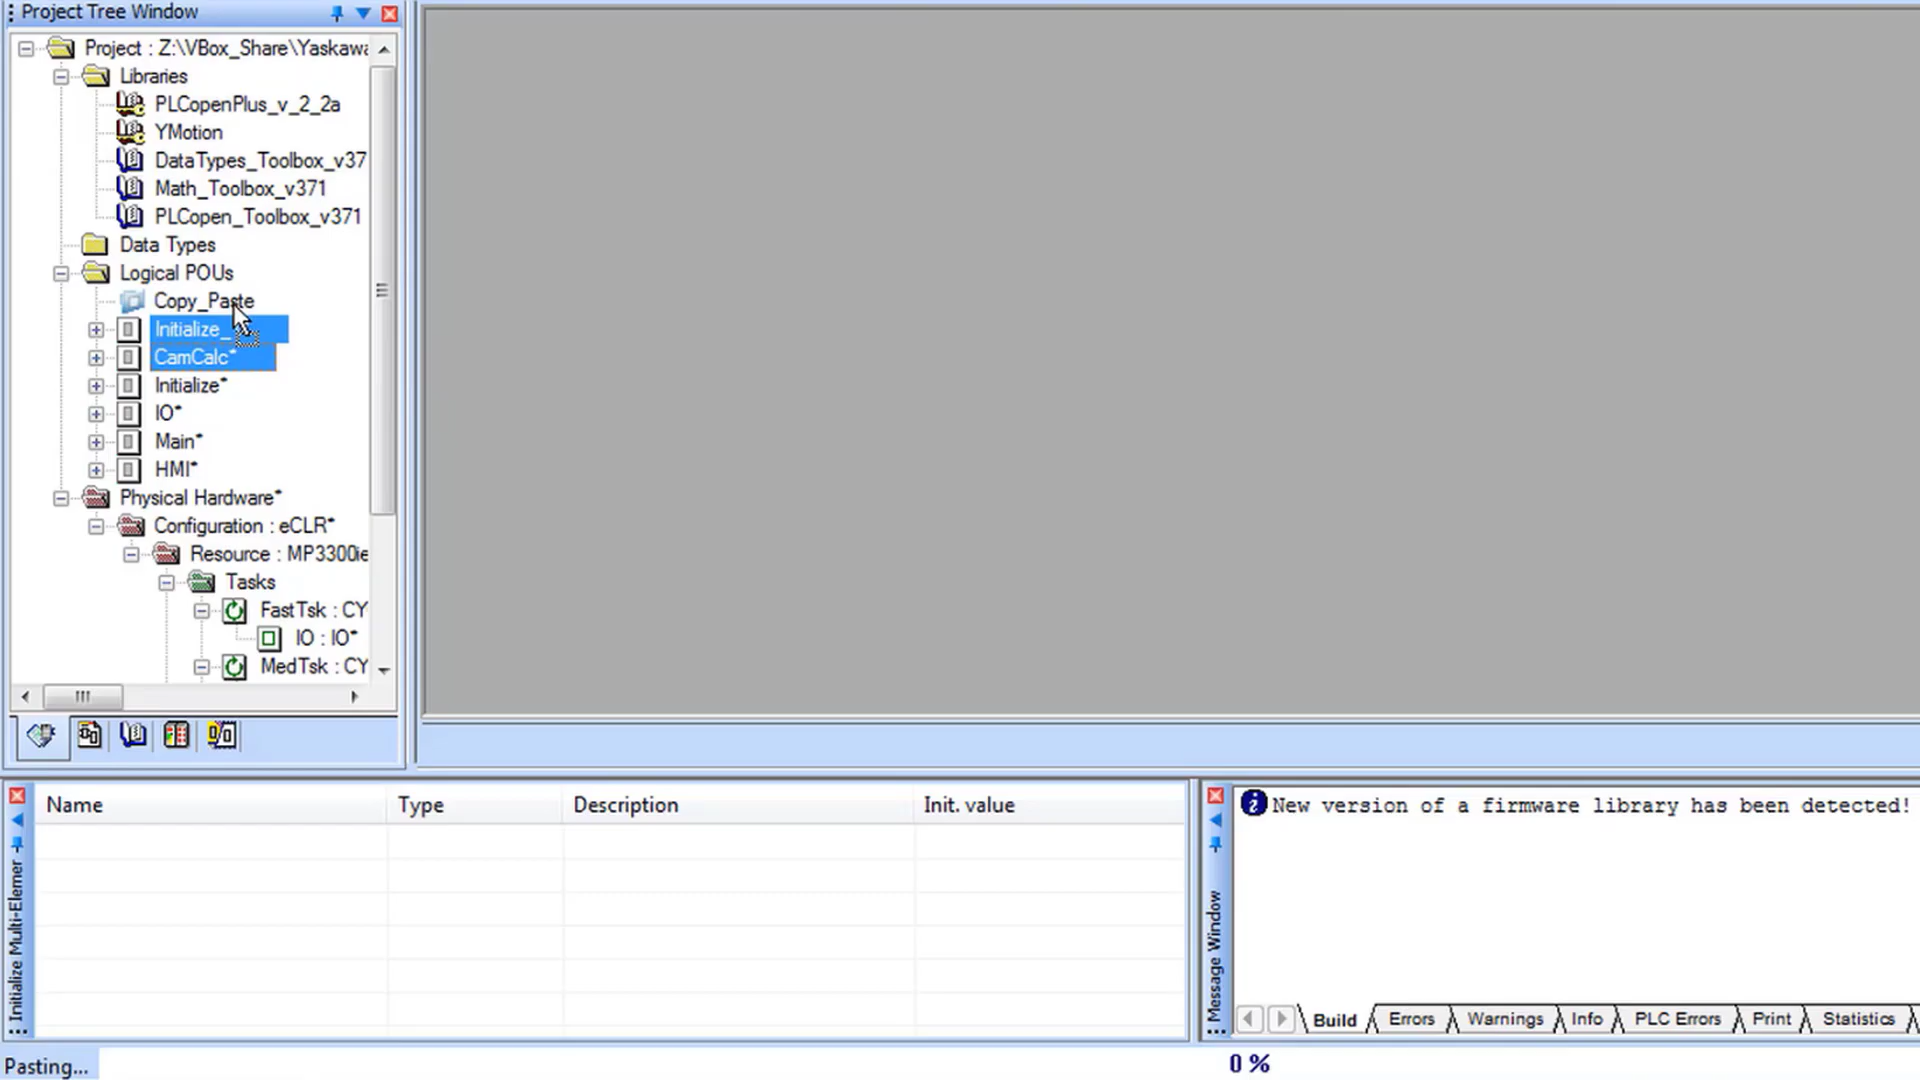 Project Tree Window
Project : Z:\VBox_Share\Yaskawa
Libraries
PLCopenPlus_v_2_2a
YMotion
DataTypes_Toolbox_v37
Math_Toolbox_v371
PLCopen_Toolbox_v371
Data Types
Logical POUs
Copy_Paste
Initialize_
CamCalc*
Initialize*
IO*
Main*
HMI*
Physical Hardware*
Configuration : eCLR*
Resource : MP3300ie
Tasks
FastTsk : CY
IO : IO*
MedTsk : CY
Name Type Description Init. value
Initialize Multi-Elemer
Message Window
New version of a firmware library has been detected!
Build Errors Warnings Info PLC Errors Print Statistics
Pasting... 0 %